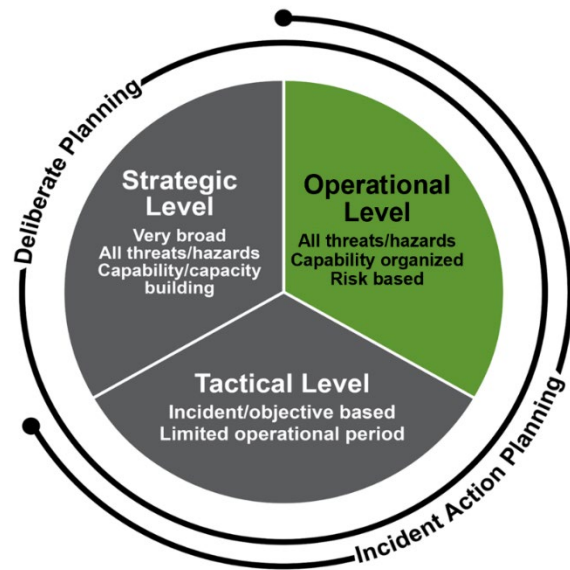 Deliberate Planning
Strategic
Level
Very broad
All threats/hazards
Capability/capacity
building
Operational
Level
All threats/hazards
Capability organized
Risk based
Tactical Level
Incident/objective based
Limited operational period
Incident Action Planning